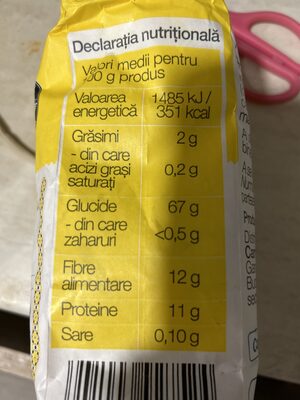 Declarația nutrițională
Valori medii pentru
100 g produs
Valoarea energetică 1485 kJ / 351 kcal
Grăsimi 2 g
- din care acizi grași saturați 0,2 g
Glucide 67 g
- din care zaharuri <0,5 g
Fibre alimentare 12 g
Proteine 11 g
Sare 0,10 g